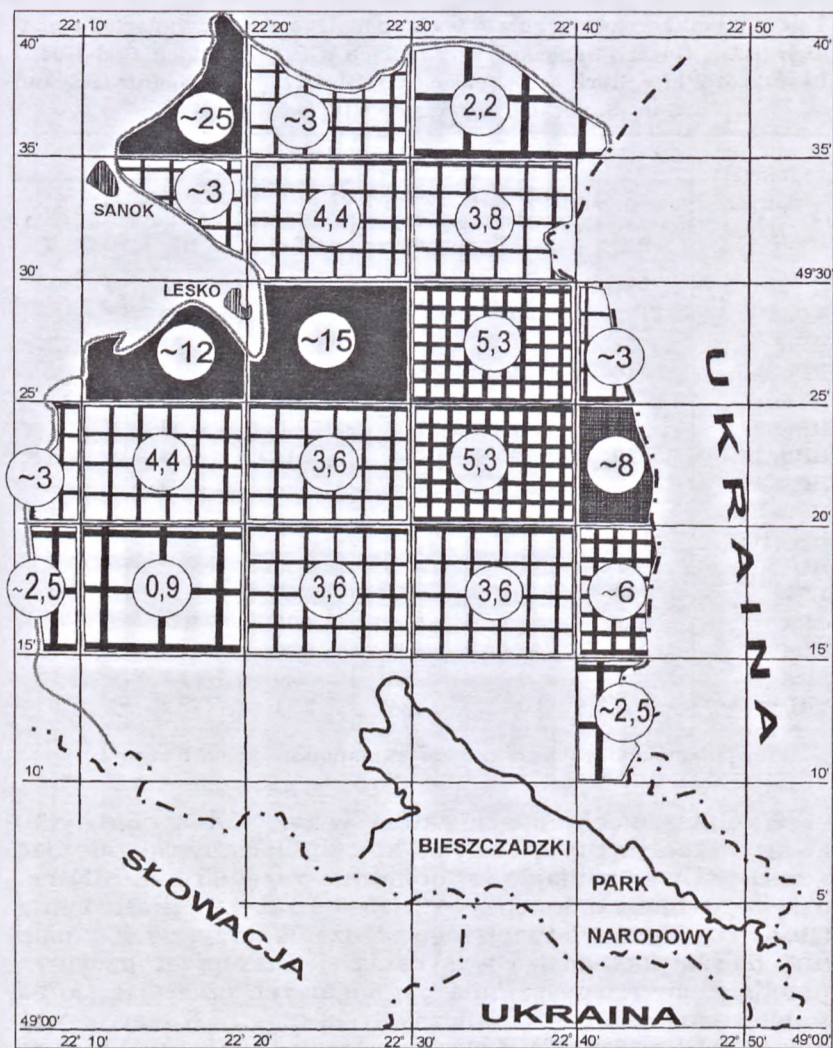 22° 10' 22° 20' 22° 30' 22° 40' 22° 50'
40' 40'
~25 ~3 2,2
35' 35'
~3 4,4 3,8
SANOK
30' 49°30'
LESKO
~12 ~15 5,3 ~3
25' 25'
~3 4,4 3,6 5,3 ~8
20' 20'
~2,5 0,9 3,6 3,6 ~6
15' 15'
~2,5
10' 10'
UKRAINA
SŁOWACJA
BIESZCZADZKI
PARK
5' 5'
NARODOWY
UKRAINA
49°00' 49°00'
22° 10' 22° 20' 22° 30' 22° 40' 22° 50'